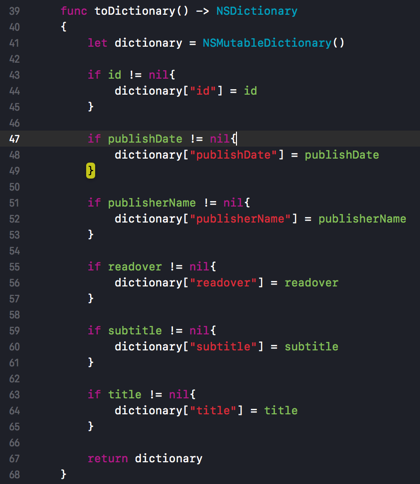 39 func toDictionary() -> NSDictionary
40 {
41 let dictionary = NSMutableDictionary()
42
43 if id != nil{
44 dictionary["id"] = id
45 }
46
47 if publishDate != nil{
48 dictionary["publishDate"] = publishDate
49 }
50
51 if publisherName != nil{
52 dictionary["publisherName"] = publisherName
53 }
54
55 if readover != nil{
56 dictionary["readover"] = readover
57 }
58
59 if subtitle != nil{
60 dictionary["subtitle"] = subtitle
61 }
62
63 if title != nil{
64 dictionary["title"] = title
65 }
66
67 return dictionary
68 }